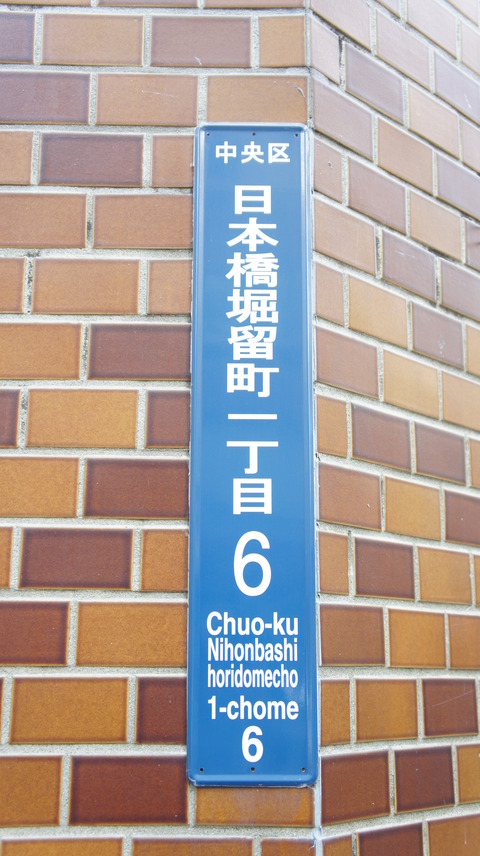 中央区
日本橋堀留町一丁目
6
Chuo-ku
Nihonbashi
horidomecho
1-chome
6